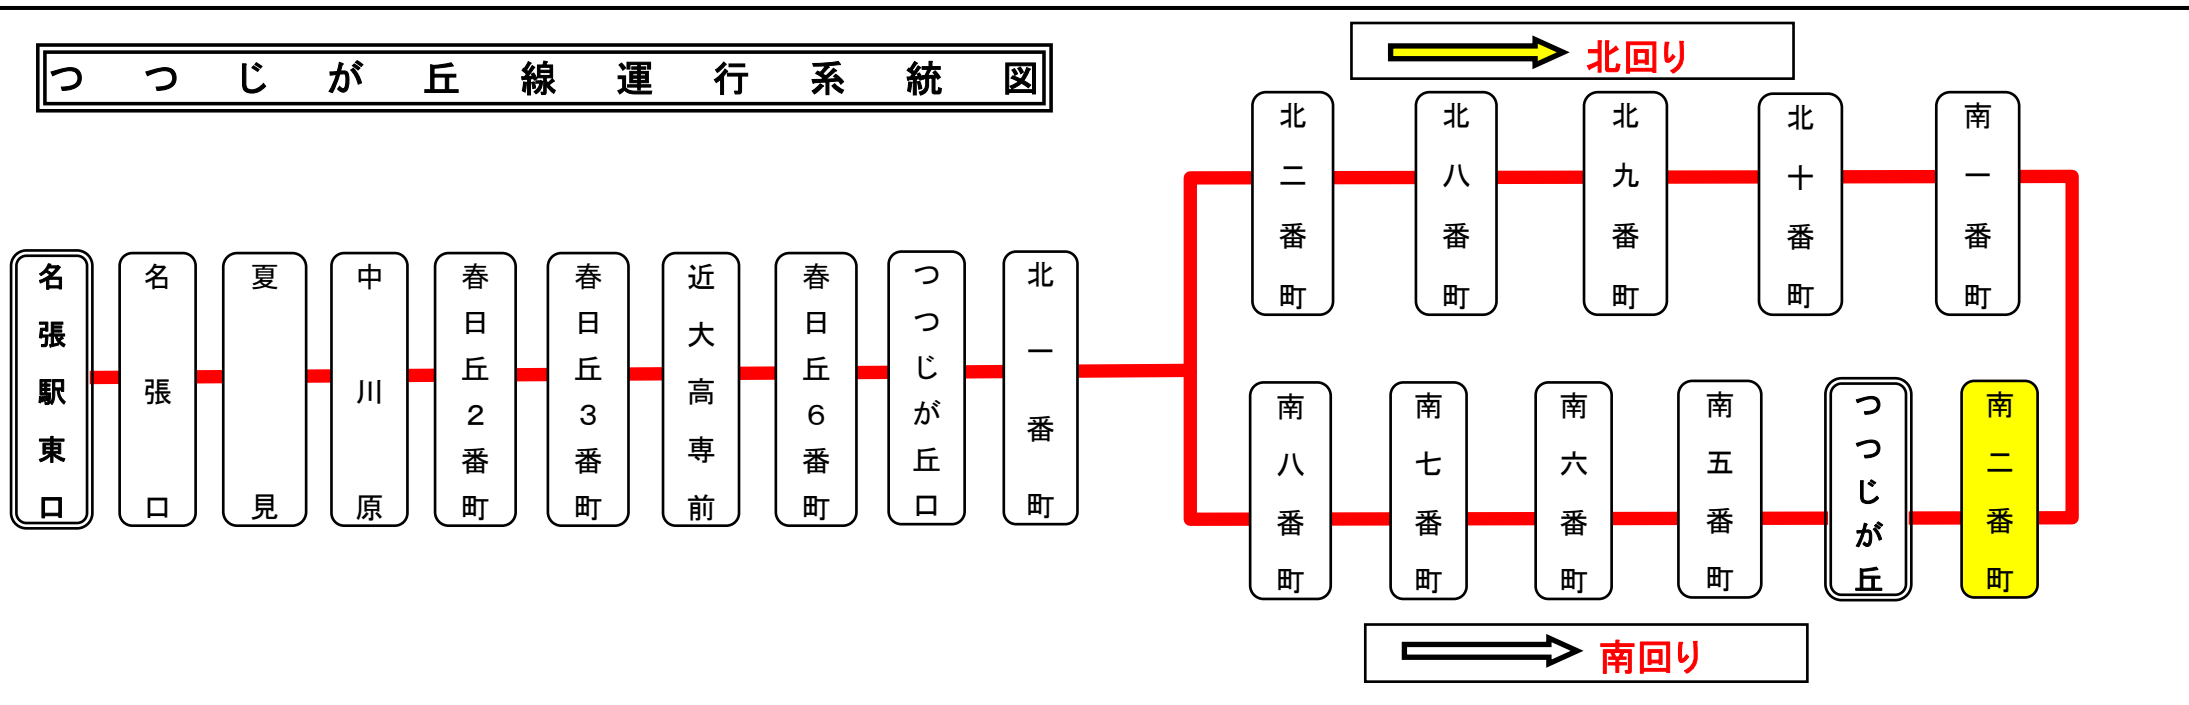 つつじが丘線運行系統図
北回り
北二番町
北八番町
北九番町
北十番町
南一番町
名張駅東口
名張口
夏見
中川原
春日丘2番町
春日丘3番町
近大高専前
春日丘6番町
つつじが丘口
北一番町
南八番町
南七番町
南六番町
南五番町
つつじが丘
南二番町
南回り